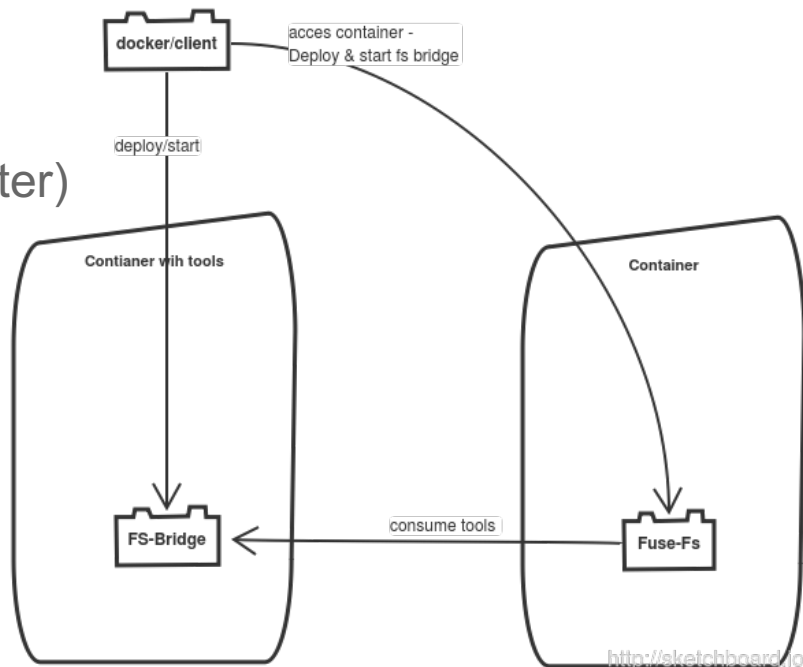 docker/client
acces container -
Deploy & start fs bridge
deploy/start
ter)
Contianer wih tools
Container
FS-Bridge
consume tools
Fuse-Fs
http://sketchboard.io